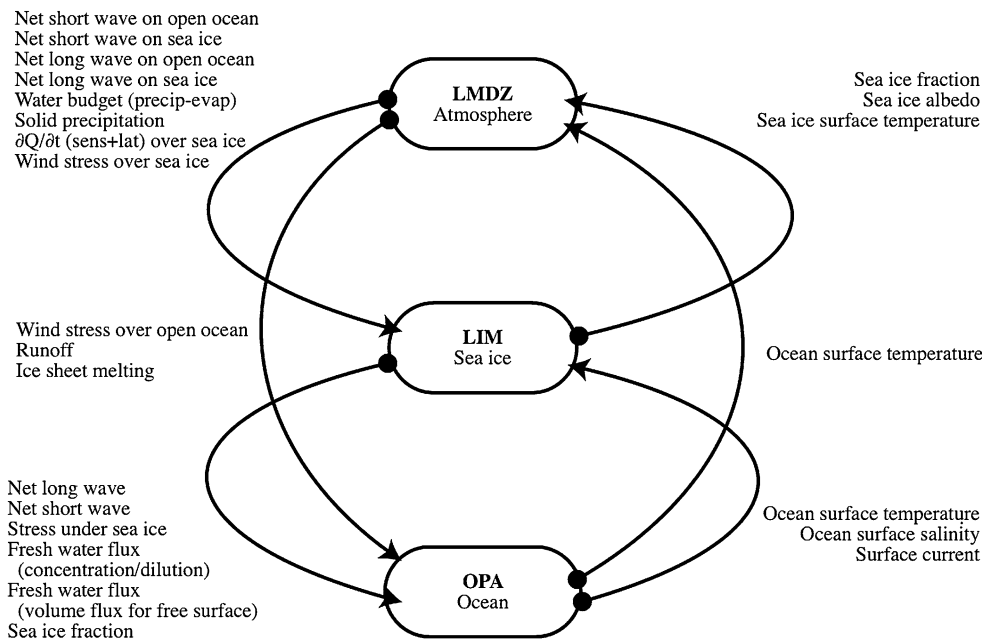 Net short wave on open ocean
Net short wave on sea ice
Net long wave on open ocean
Net long wave on sea ice
Water budget (precip-evap)
Solid precipitation
∂Q/∂t (sens+lat) over sea ice
Wind stress over sea ice
LMDZ
Atmosphere
Sea ice fraction
Sea ice albedo
Sea ice surface temperature
Wind stress over open ocean
Runoff
Ice sheet melting
LIM
Sea ice
Ocean surface temperature
Net long wave
Net short wave
Stress under sea ice
Fresh water flux
(concentration/dilution)
Fresh water flux
(volume flux for free surface)
Sea ice fraction
OPA
Ocean
Ocean surface temperature
Ocean surface salinity
Surface current